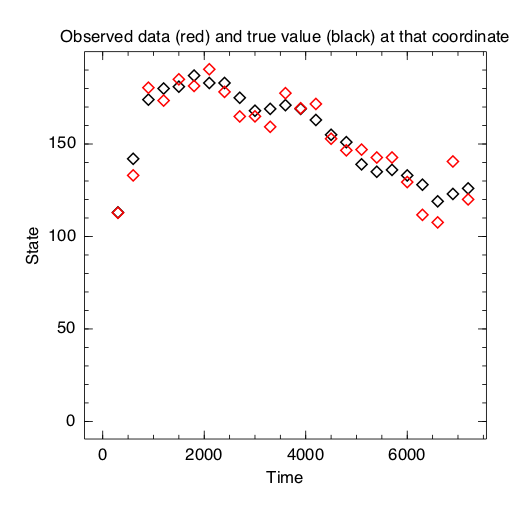 Observed data (red) and true value (black) at that coordinate
150
100
50
0
State
0 2000 4000 6000
Time